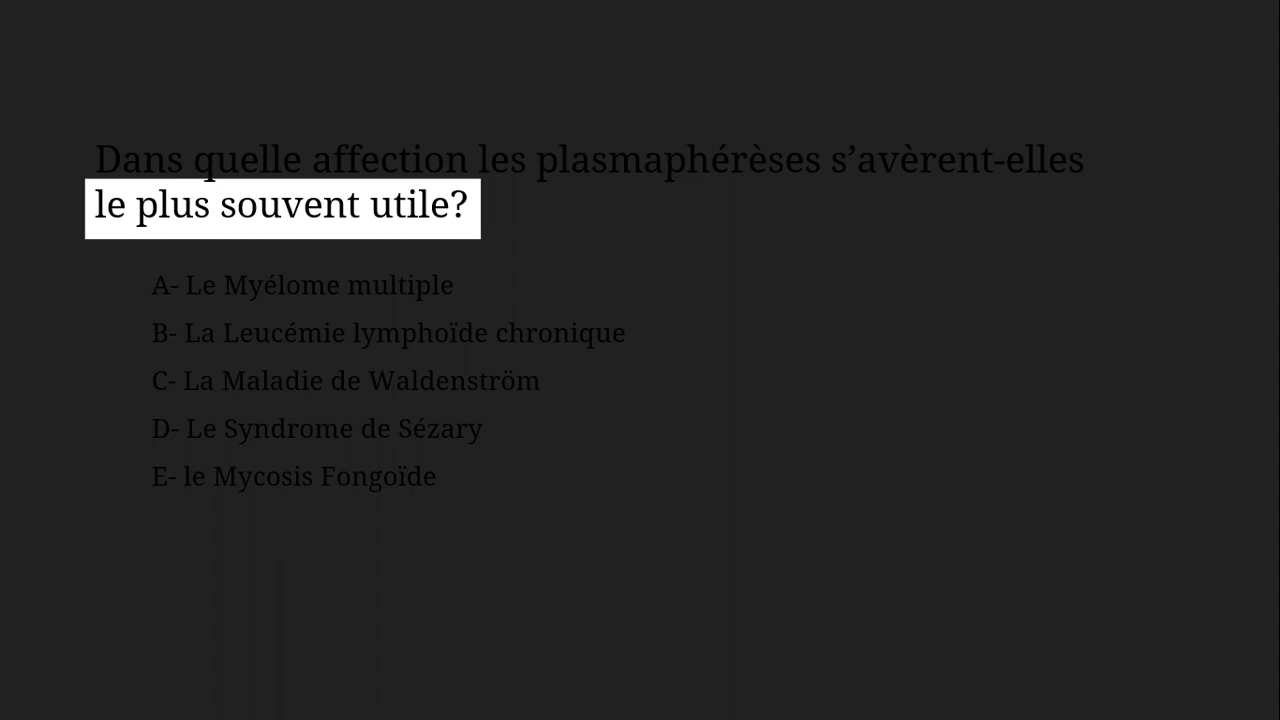 Dans quelle affection les plasmaphérèses s’avèrent-elles
le plus souvent utile?
A- Le Myélome multiple
B- La Leucémie lymphoïde chronique
C- La Maladie de Waldenström
D- Le Syndrome de Sézary
E- le Mycosis Fongoïde